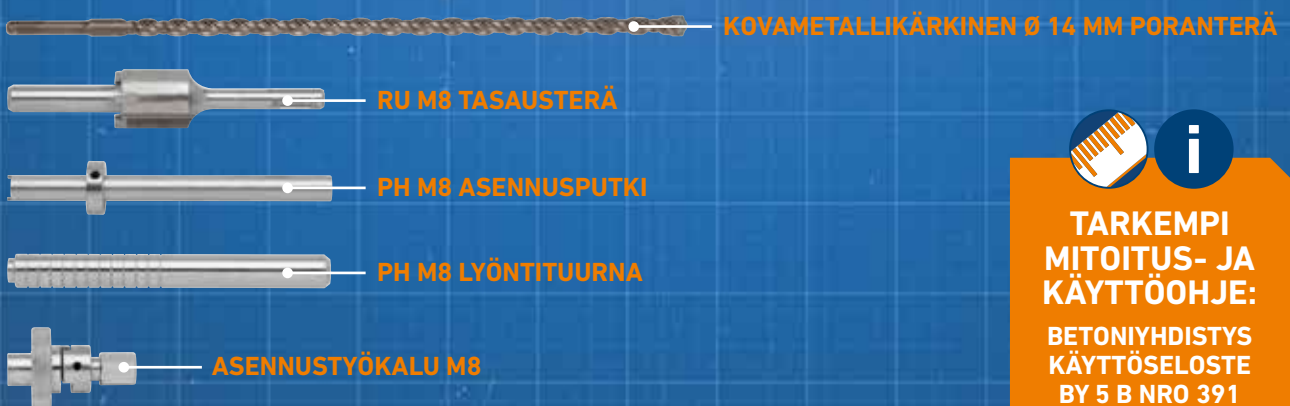 KOVAMETALLIKÄRKINEN Ø 14 MM PORANTERÄ
RU M8 TASAUSTERÄ
PH M8 ASENNUSPUTKI
PH M8 LYÖNTITUURNA
ASENNUSTYÖKALU M8
i
TARKEMPI
MITOITUS- JA
KÄYTTÖOHJE:
BETONIYHDISTYS
KÄYTTÖSELOSTE
BY 5 B NRO 391